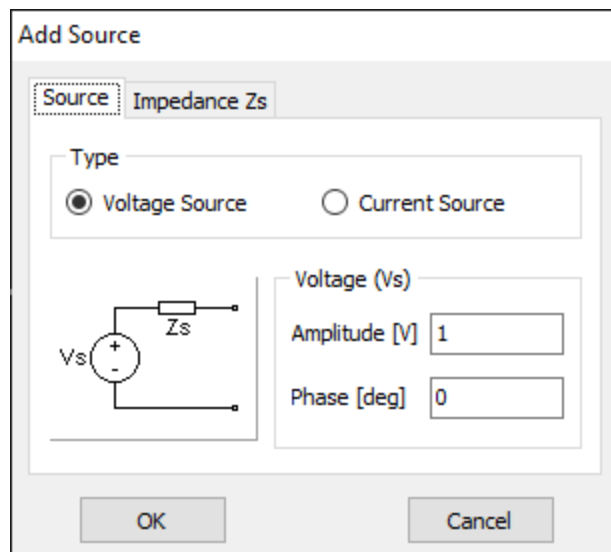 Add Source
Source Impedance Zs
Type
Voltage Source Current Source
Voltage (Vs)
Zs
Amplitude [V] 1
Vs + -
Phase [deg] 0
OK Cancel